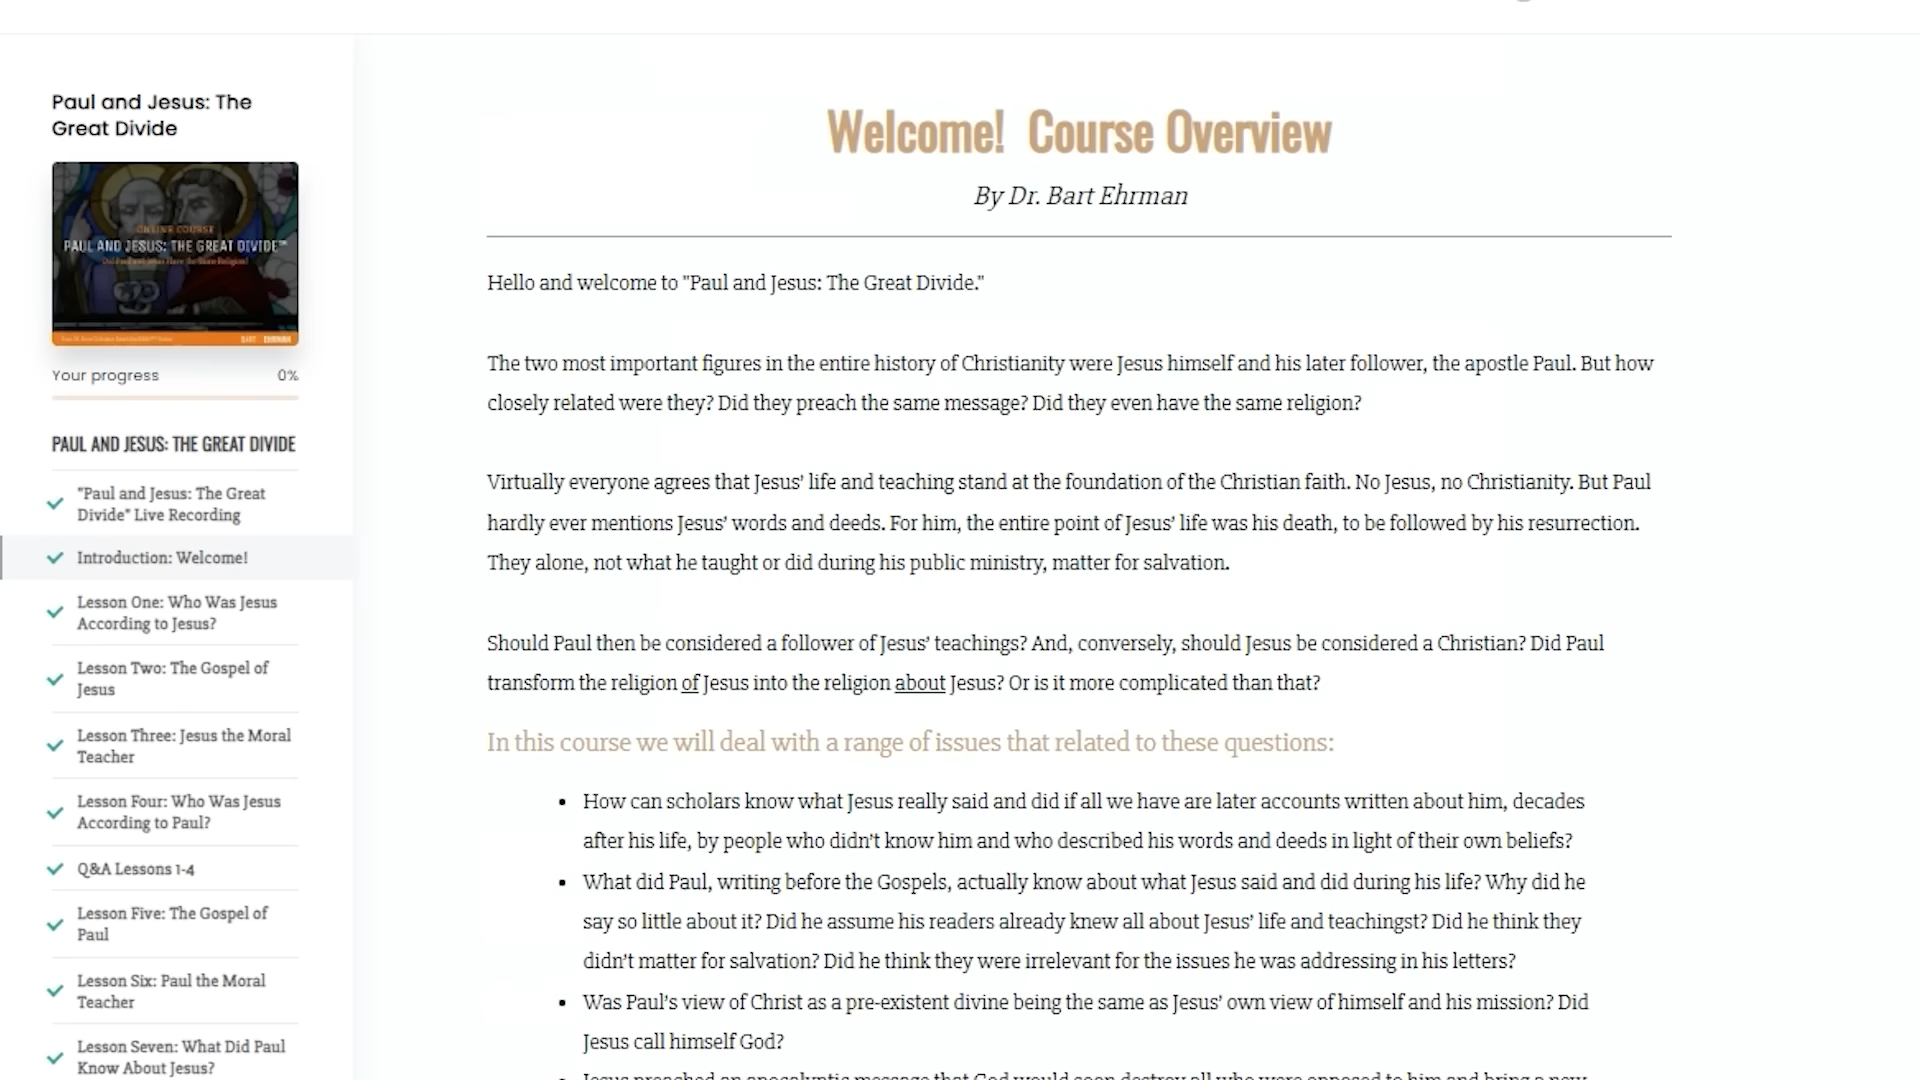 Paul and Jesus: The
Great Divide
ONLINE COURSE
PAUL AND JESUS: THE GREAT DIVIDE™
Your progress 0%
PAUL AND JESUS: THE GREAT DIVIDE
"Paul and Jesus: The Great
Divide" Live Recording
Introduction: Welcome!
Lesson One: Who Was Jesus
According to Jesus?
Lesson Two: The Gospel of
Jesus
Lesson Three: Jesus the Moral
Teacher
Lesson Four: Who Was Jesus
According to Paul?
Q&A Lessons 1-4
Lesson Five: The Gospel of
Paul
Lesson Six: Paul the Moral
Teacher
Lesson Seven: What Did Paul
Know About Jesus?
Welcome! Course Overview
By Dr. Bart Ehrman
Hello and welcome to "Paul and Jesus: The Great Divide."
The two most important figures in the entire history of Christianity were Jesus himself and his later follower, the apostle Paul. But how
closely related were they? Did they preach the same message? Did they even have the same religion?
Virtually everyone agrees that Jesus' life and teaching stand at the foundation of the Christian faith. No Jesus, no Christianity. But Paul
hardly ever mentions Jesus' words and deeds. For him, the entire point of Jesus' life was his death, to be followed by his resurrection.
They alone, not what he taught or did during his public ministry, matter for salvation.
Should Paul then be considered a follower of Jesus' teachings? And, conversely, should Jesus be considered a Christian? Did Paul
transform the religion of Jesus into the religion about Jesus? Or is it more complicated than that?
In this course we will deal with a range of issues that related to these questions:
• How can scholars know what Jesus really said and did if all we have are later accounts written about him, decades
after his life, by people who didn't know him and who described his words and deeds in light of their own beliefs?
• What did Paul, writing before the Gospels, actually know about what Jesus said and did during his life? Why did he
say so little about it? Did he assume his readers already knew all about Jesus' life and teachingst? Did he think they
didn't matter for salvation? Did he think they were irrelevant for the issues he was addressing in his letters?
• Was Paul's view of Christ as a pre-existent divine being the same as Jesus' own view of himself and his mission? Did
Jesus call himself God?
• Jesus preached an apocalyptic message that God would soon destroy all who were opposed to him and bring a new